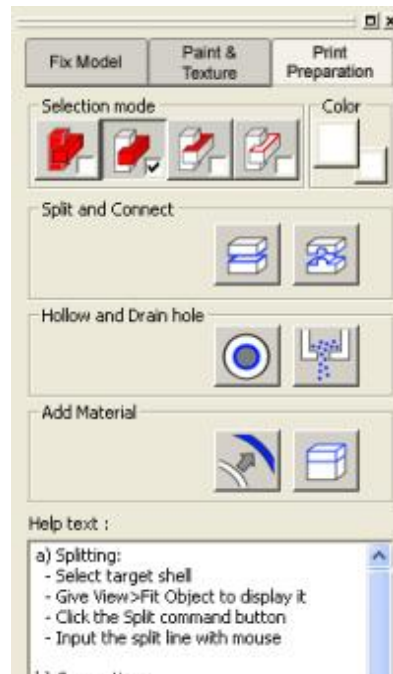 Fix Model
Paint &
Texture
Print
Preparation
Selection mode
Color
Split and Connect
Hollow and Drain hole
Add Material
Help text :
a) Splitting:
- Select target shell
- Give View>Fit Object to display it
- Click the Split command button
- Input the split line with mouse